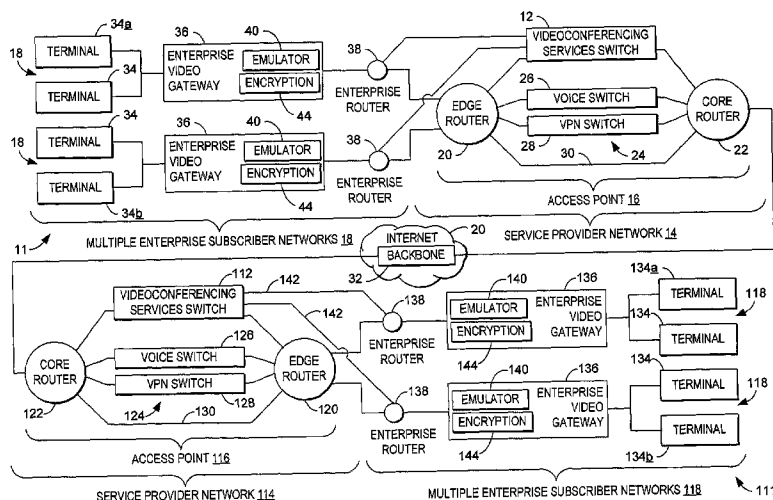 34a
36
40
12
18
TERMINAL
ENTERPRISE
VIDEO
GATEWAY
EMULATOR
ENCRYPTION
38
VIDEOCONFERENCING
SERVICES SWITCH
34
TERMINAL
44
ENTERPRISE
ROUTER
26
VOICE SWITCH
EDGE
ROUTER
CORE
ROUTER
28
VPN SWITCH
20
24
22
30
34
36
40
38
18
TERMINAL
ENTERPRISE
VIDEO
GATEWAY
EMULATOR
ENCRYPTION
ENTERPRISE
ROUTER
TERMINAL
44
34b
ACCESS POINT 16
11
MULTIPLE ENTERPRISE SUBSCRIBER NETWORKS 18
SERVICE PROVIDER NETWORK 14
INTERNET
20
BACKBONE
32
112
142
VIDEOCONFERENCING
SERVICES SWITCH
142
138
140
136
134a
EMULATOR
ENCRYPTION
ENTERPRISE
VIDEO
GATEWAY
TERMINAL
118
134
TERMINAL
ENTERPRISE
ROUTER
144
126
CORE
ROUTER
VOICE SWITCH
EDGE
ROUTER
VPN SWITCH
122
124
128
120
130
138
140
136
134
EMULATOR
ENCRYPTION
ENTERPRISE
VIDEO
GATEWAY
TERMINAL
118
TERMINAL
ENTERPRISE
ROUTER
144
134b
ACCESS POINT 116
SERVICE PROVIDER NETWORK 114
MULTIPLE ENTERPRISE SUBSCRIBER NETWORKS 118
111